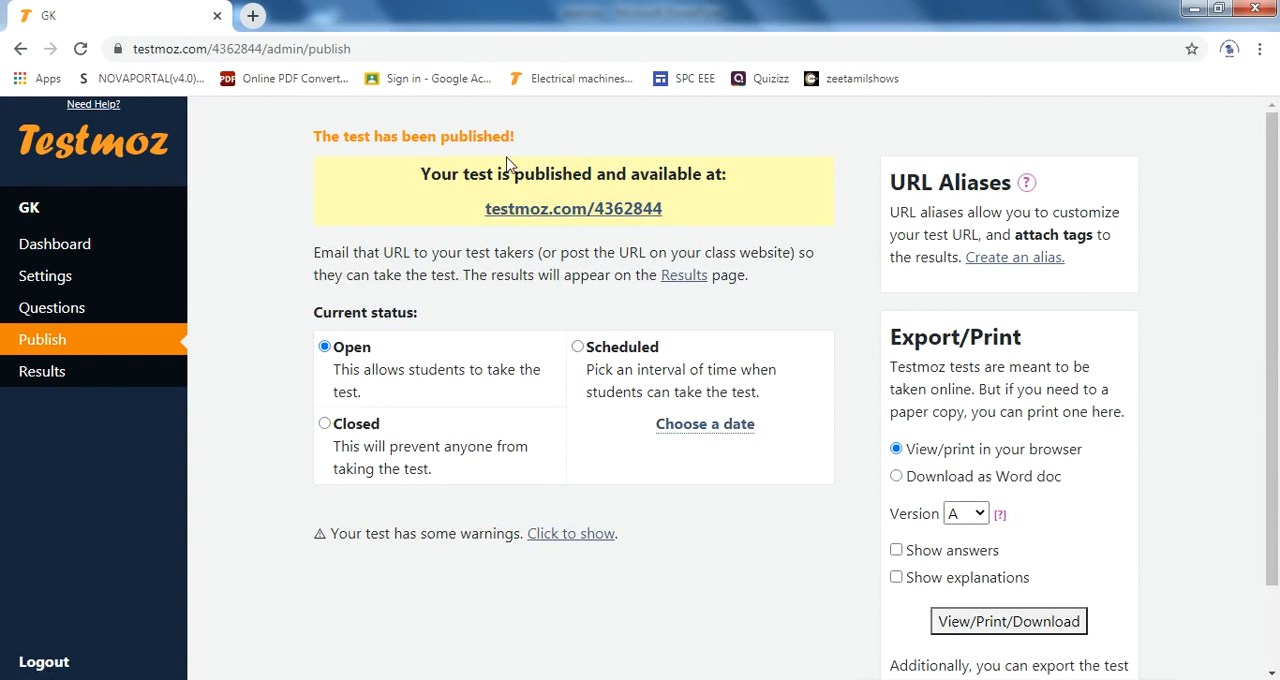 GK
testmoz.com/4362844/admin/publish
Apps
NOVAPORTAL(v4.0)...
PDF
Online PDF Convert...
Sign in - Google Ac...
Electrical machines...
SPC EEE
Quizizz
zeetamilshows
Need Help?
Testmoz
GK
Dashboard
Settings
Questions
Publish
Results
Logout
The test has been published!
Your test is published and available at:
testmoz.com/4362844
Email that URL to your test takers (or post the URL on your class website) so
they can take the test. The results will appear on the Results page.
Current status:
Open
This allows students to take the
test.
Closed
This will prevent anyone from
taking the test.
Scheduled
Pick an interval of time when
students can take the test.
Choose a date
⚠ Your test has some warnings. Click to show.
URL Aliases ?
URL aliases allow you to customize
your test URL, and attach tags to
the results. Create an alias.
Export/Print
Testmoz tests are meant to be
taken online. But if you need to a
paper copy, you can print one here.
View/print in your browser
Download as Word doc
Version A [?]
Show answers
Show explanations
View/Print/Download
Additionally, you can export the test